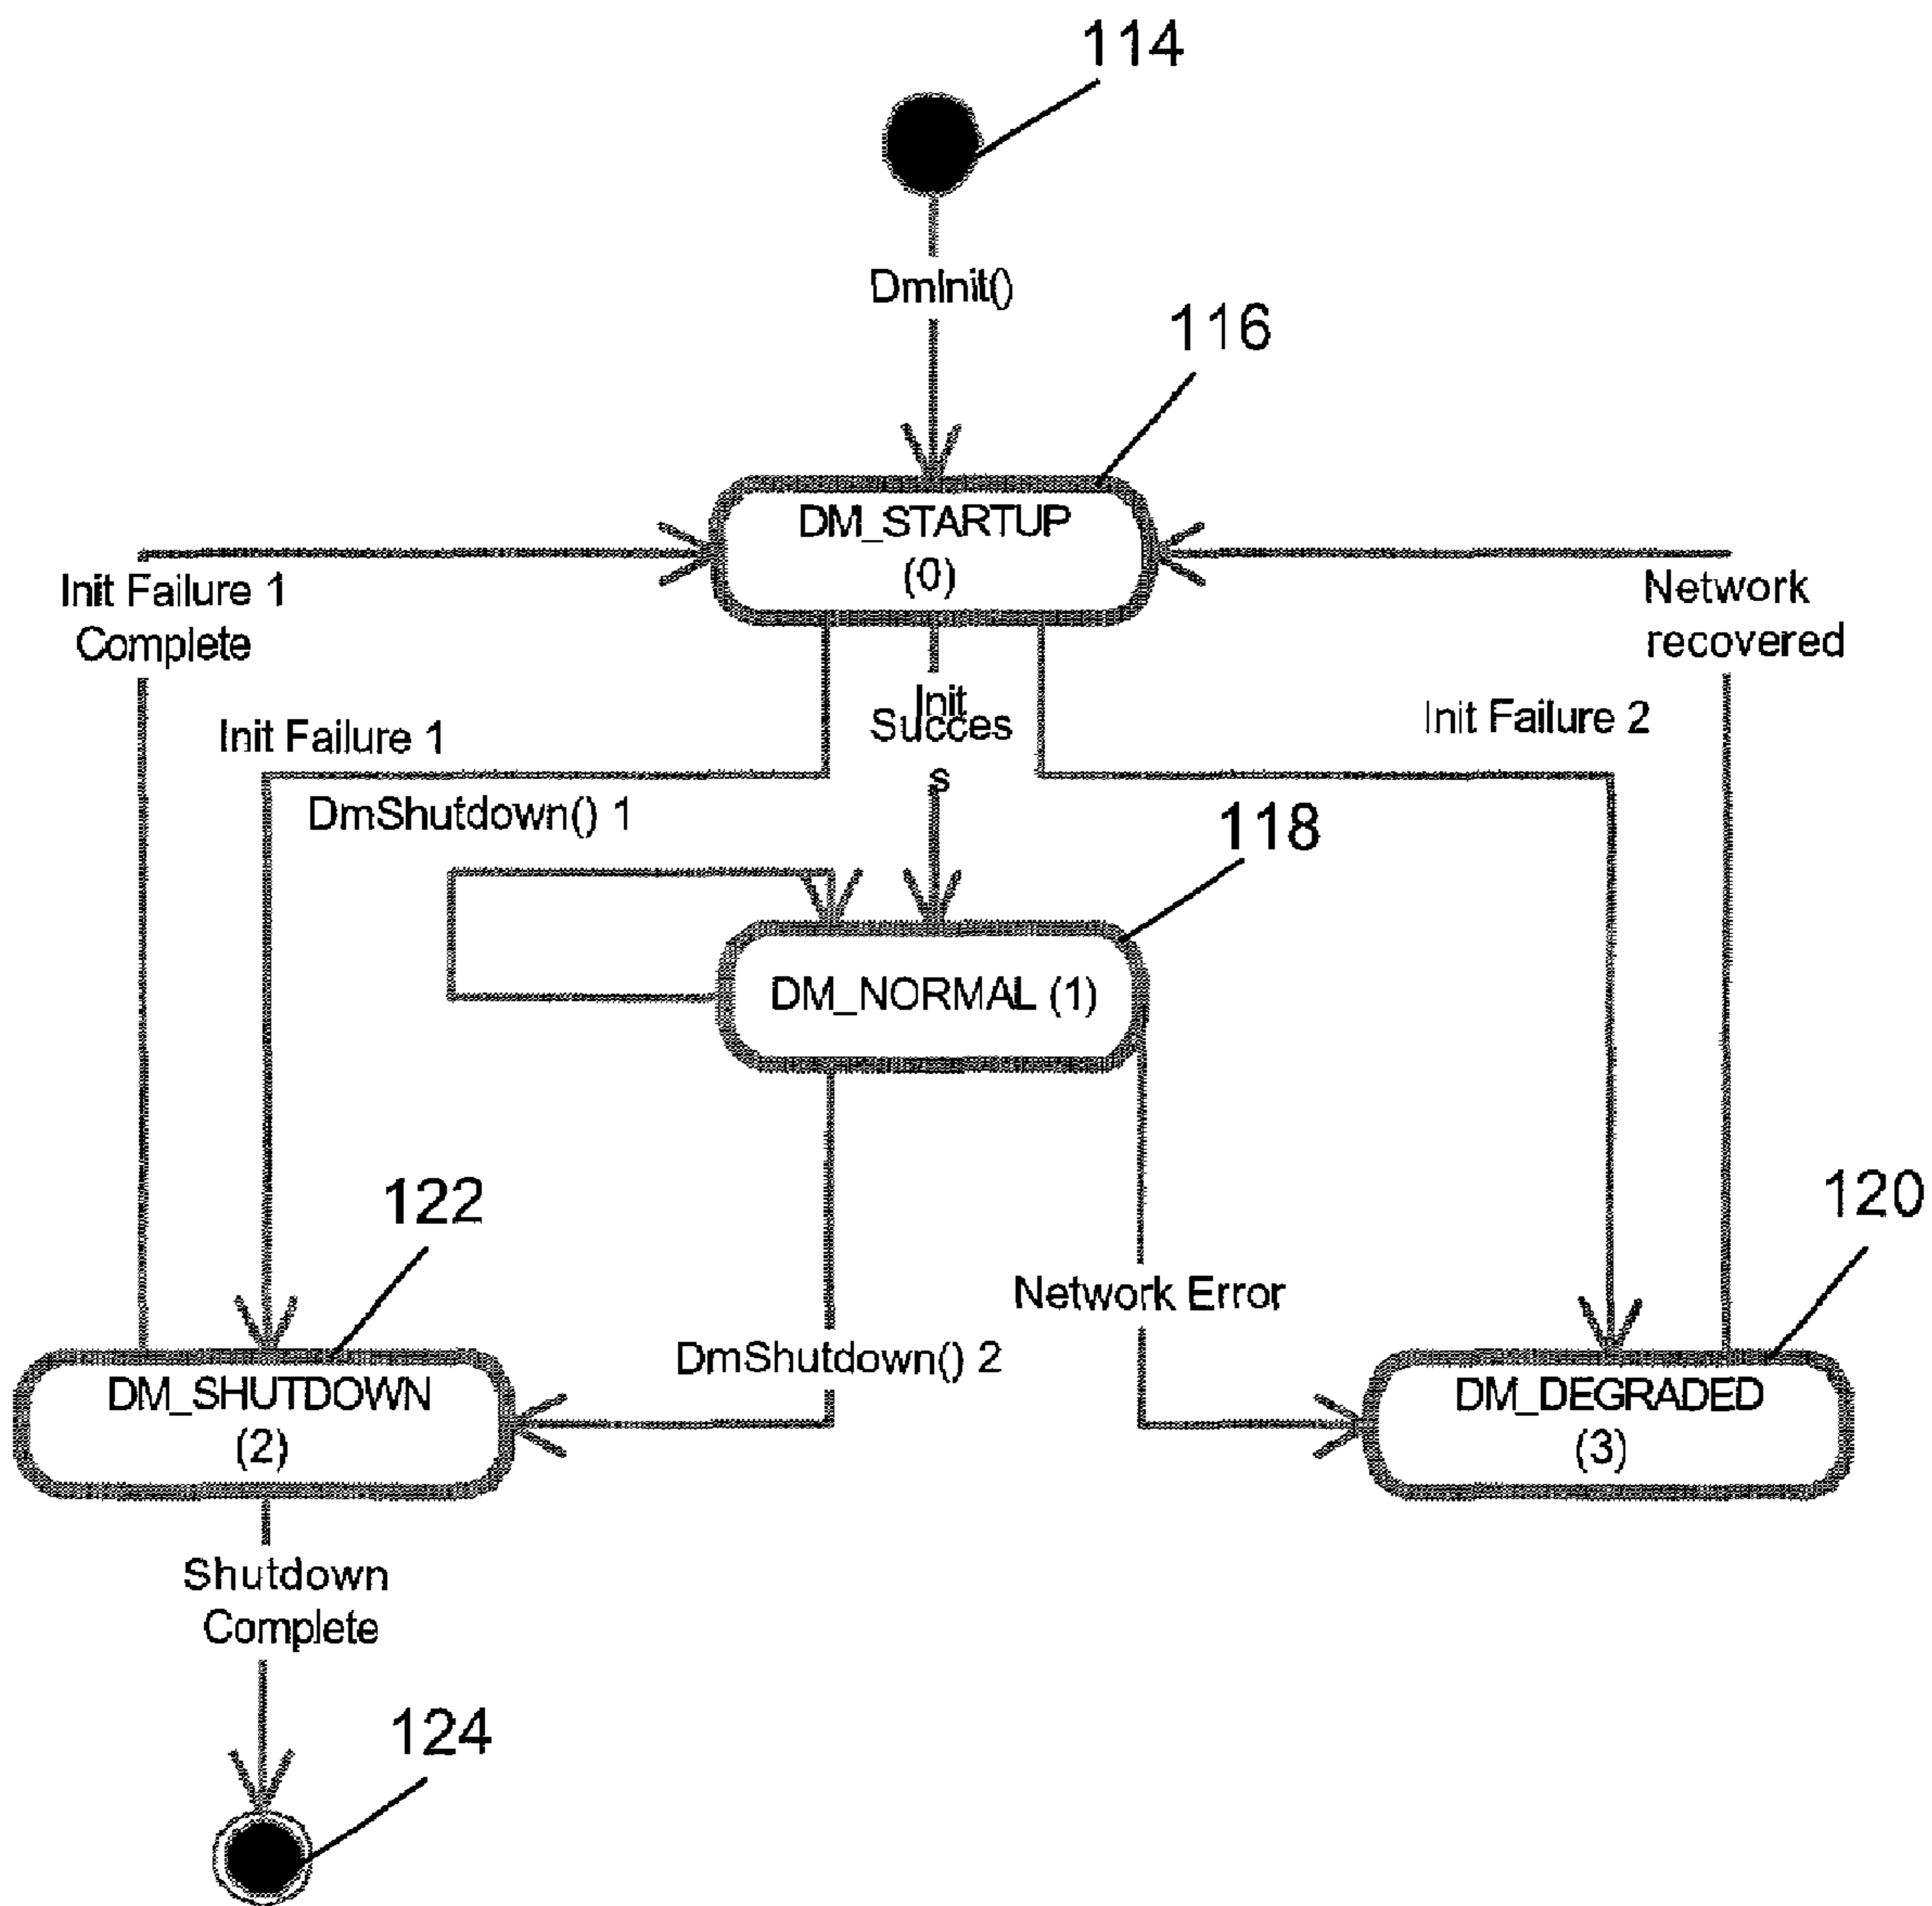 114
DmInit()
116
DM_STARTUP
(0)
Init Failure 1
Complete
Network
recovered
Init Failure 1
Init
Succes
s
Init Failure 2
DmShutdown() 1
118
DM_NORMAL (1)
122
120
Network Error
DmShutdown() 2
DM_SHUTDOWN
(2)
DM_DEGRADED
(3)
Shutdown
Complete
124